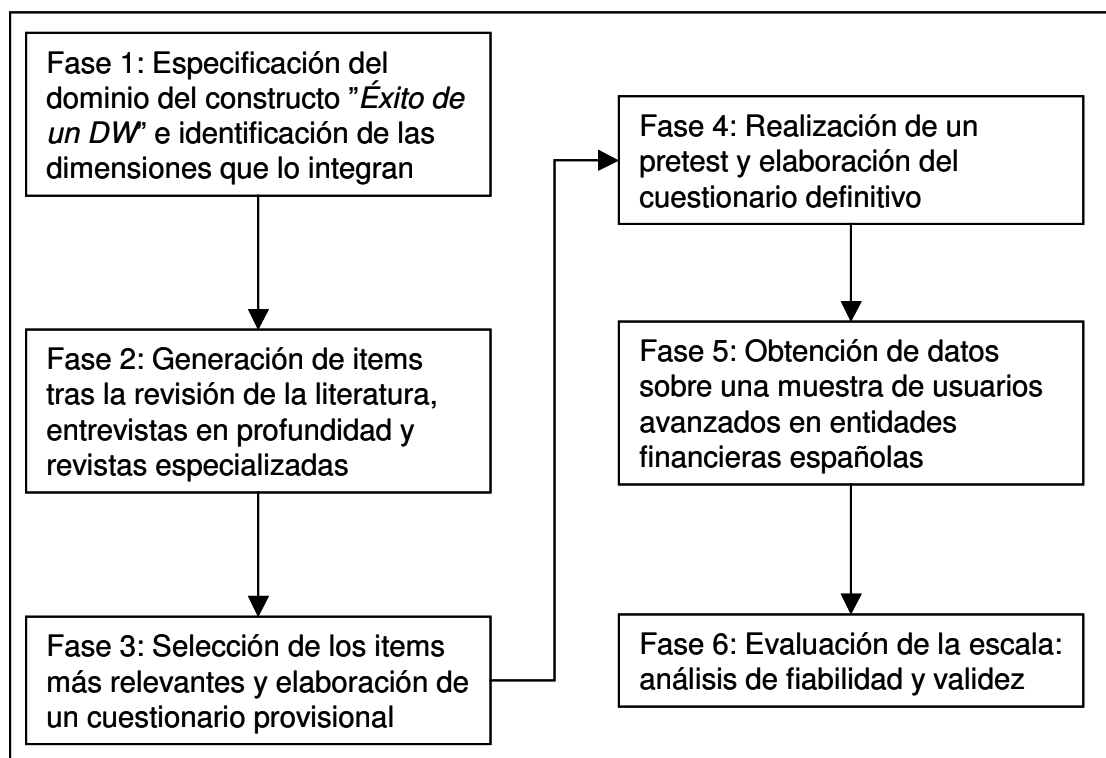 Fase 1: Especificación del
dominio del constructo ”Éxito de
un DW” e identificación de las
dimensiones que lo integran
Fase 2: Generación de items
tras la revisión de la literatura,
entrevistas en profundidad y
revistas especializadas
Fase 3: Selección de los items
más relevantes y elaboración de
un cuestionario provisional
Fase 4: Realización de un
pretest y elaboración del
cuestionario definitivo
Fase 5: Obtención de datos
sobre una muestra de usuarios
avanzados en entidades
financieras españolas
Fase 6: Evaluación de la escala:
análisis de fiabilidad y validez